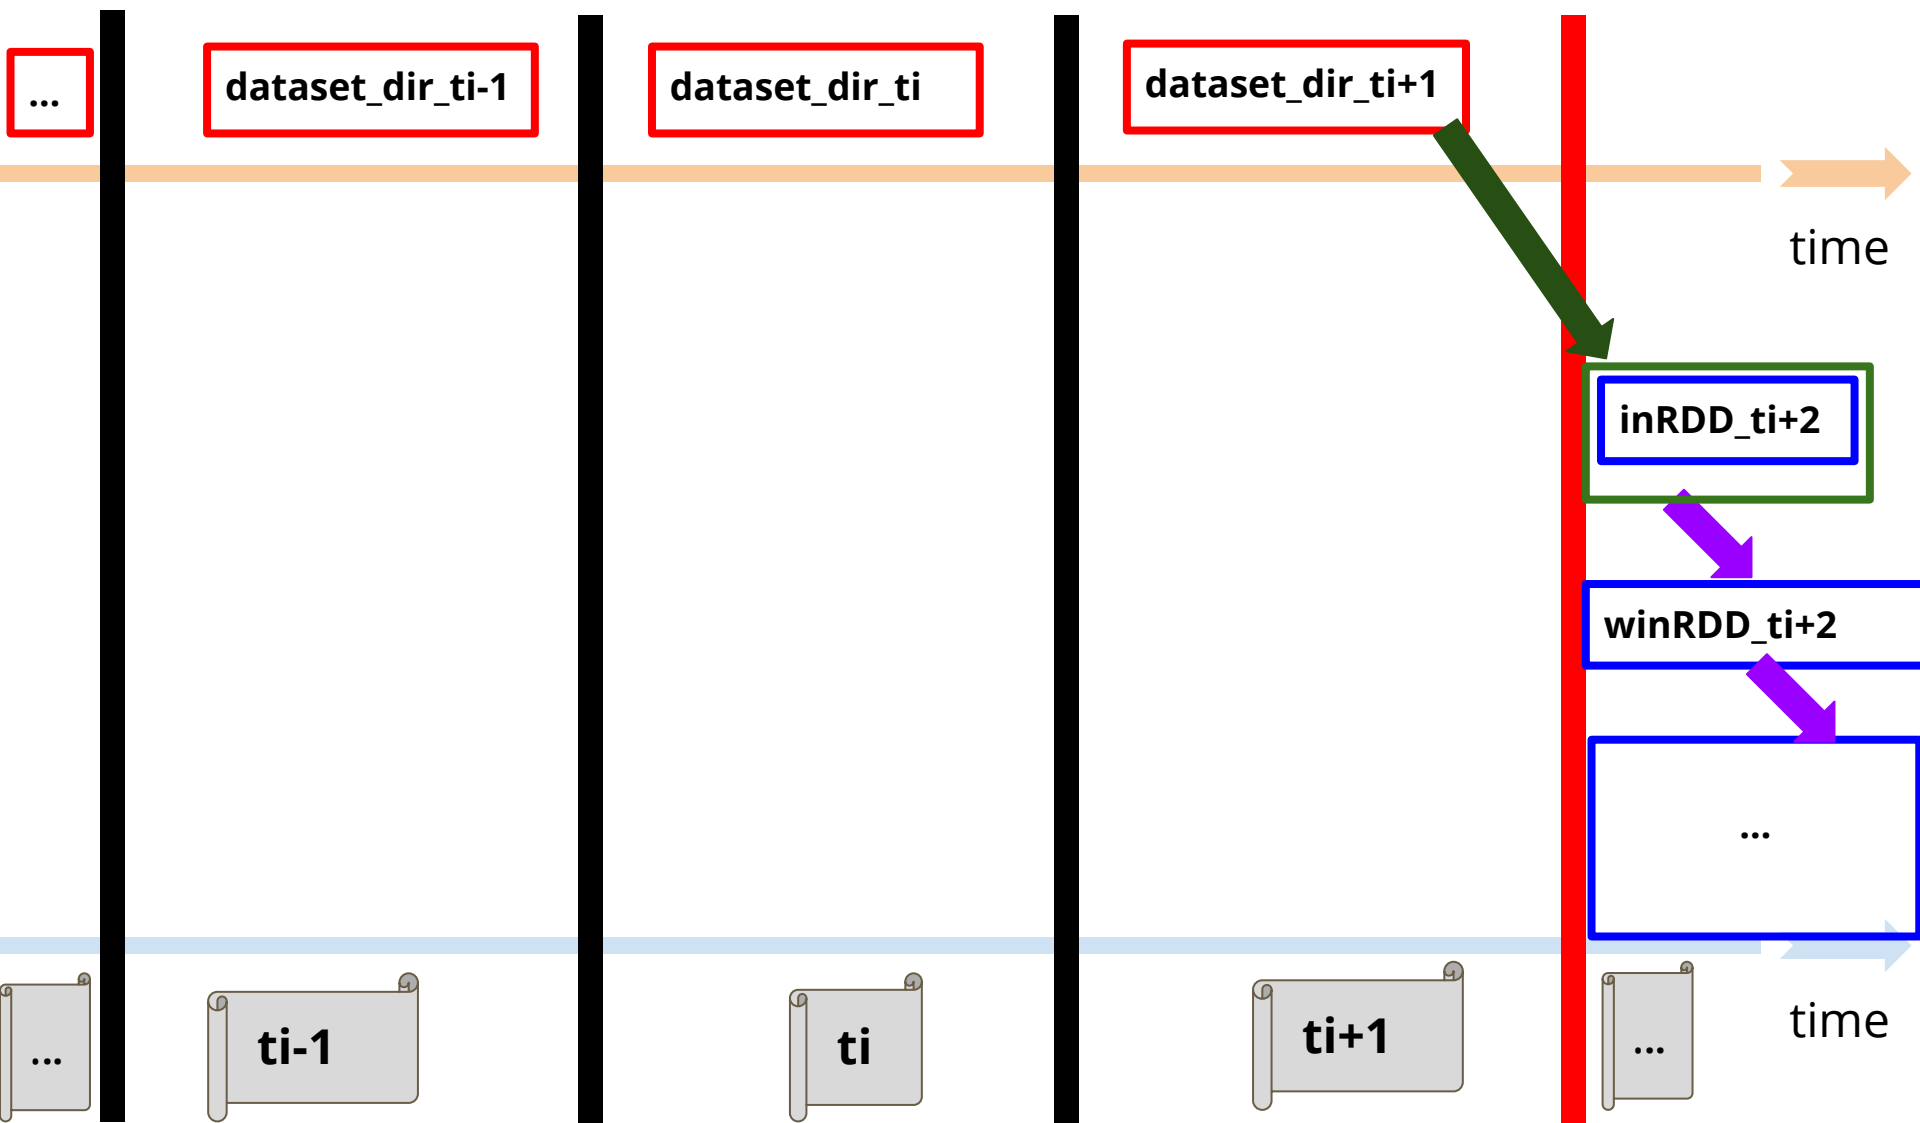 ...
dataset_dir_ti-1
dataset_dir_ti
dataset_dir_ti+1
time
inRDD_ti+2
winRDD_ti+2
...
...
ti-1
ti
ti+1
...
time